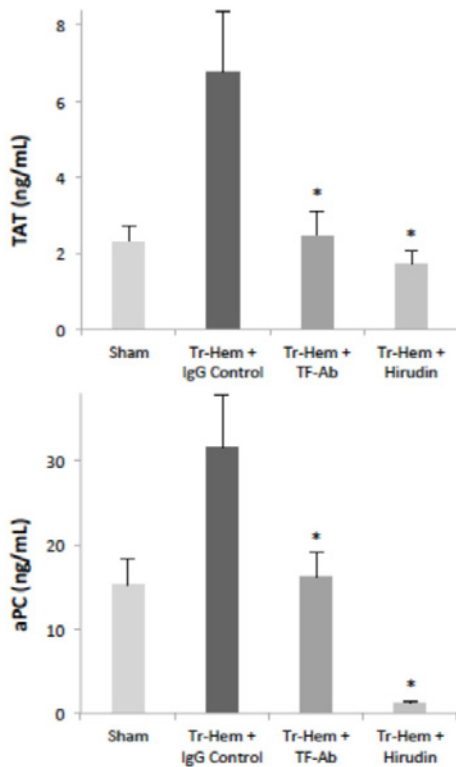 8
6
4
2
0
TAT (ng/mL)
*
*
Sham
Tr-Hem + IgG Control
Tr-Hem + TF-Ab
Tr-Hem + Hirudin
30
20
10
0
aPC (ng/mL)
*
*
Sham
Tr-Hem + IgG Control
Tr-Hem + TF-Ab
Tr-Hem + Hirudin